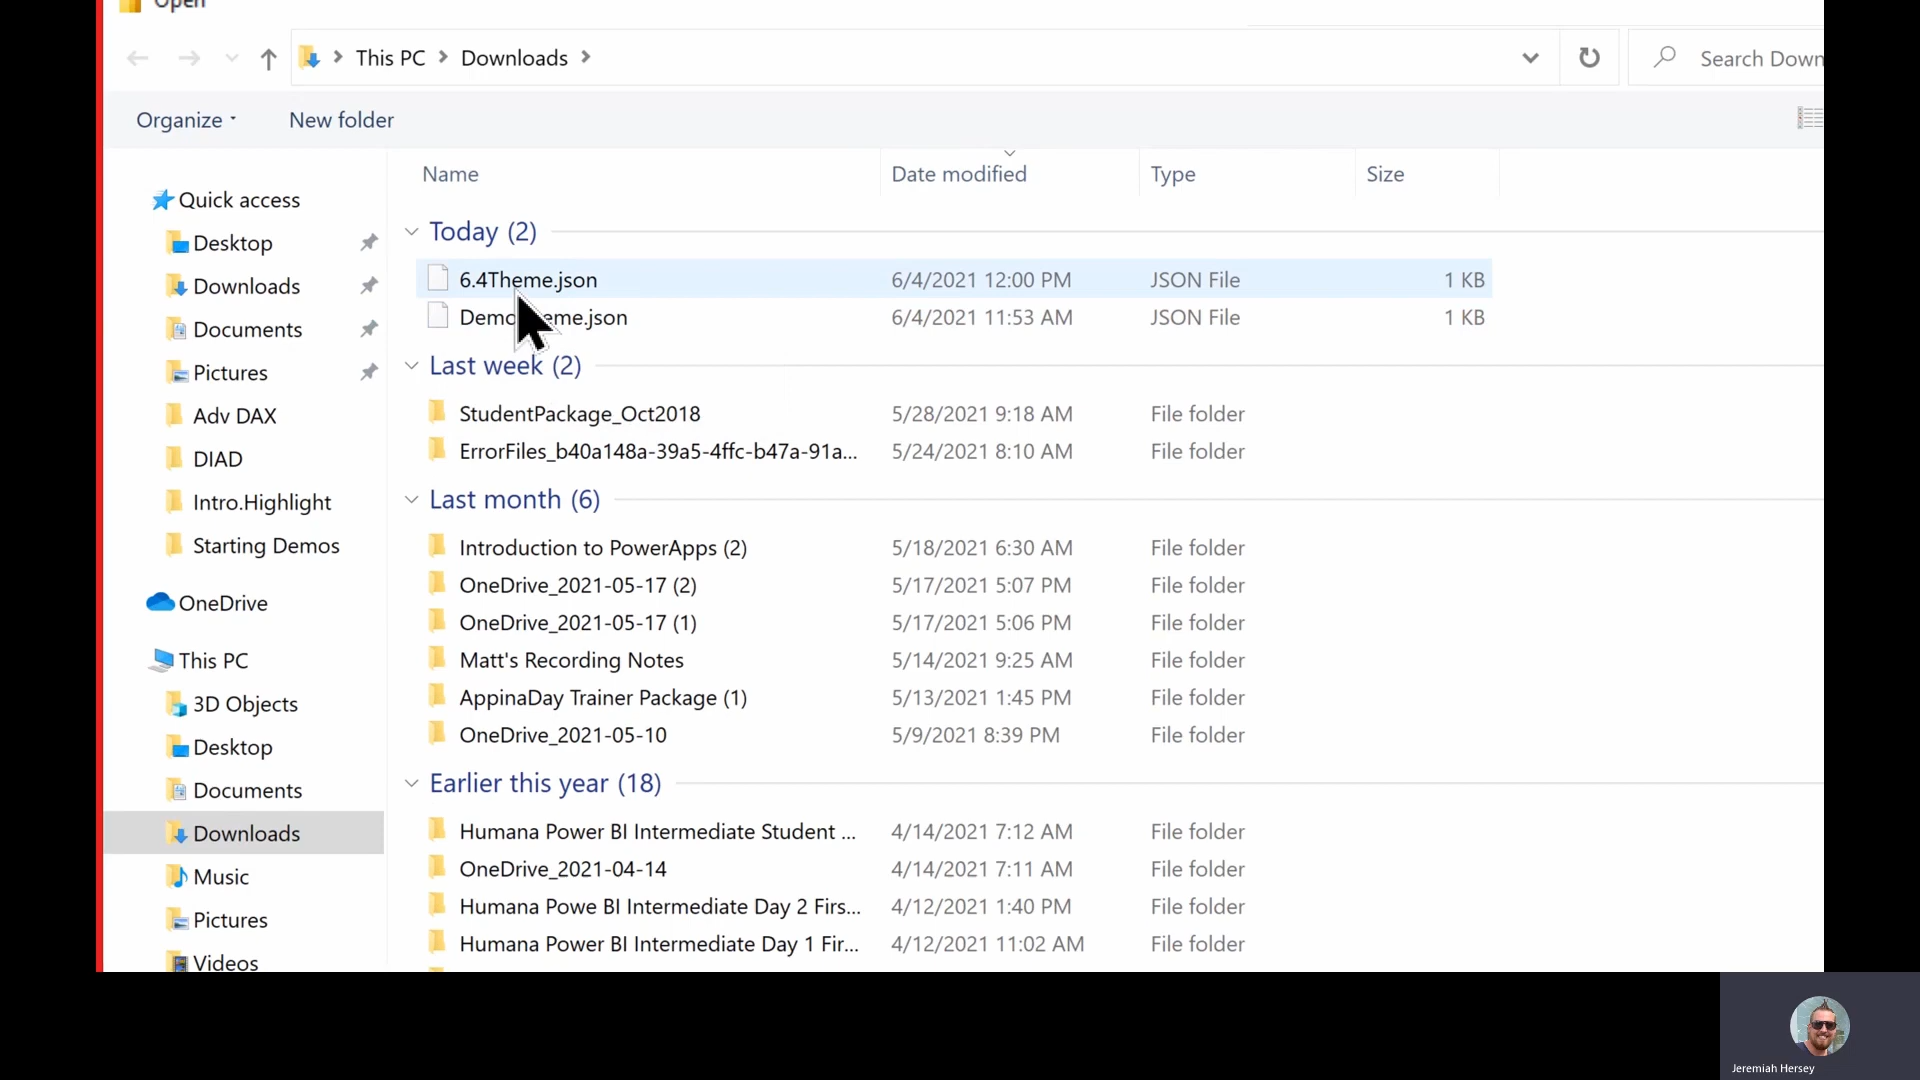 Open
This PC > Downloads >
Search Down
Organize
New folder
Name
Date modified
Type
Size
Quick access
Desktop
Downloads
Documents
Pictures
Adv DAX
DIAD
Intro.Highlight
Starting Demos
OneDrive
This PC
3D Objects
Desktop
Documents
Downloads
Music
Pictures
Videos
Today (2)
6.4Theme.json 6/4/2021 12:00 PM JSON File 1 KB
Demo eme.json 6/4/2021 11:53 AM JSON File 1 KB
Last week (2)
StudentPackage_Oct2018 5/28/2021 9:18 AM File folder
ErrorFiles_b40a148a-39a5-4ffc-b47a-91a... 5/24/2021 8:10 AM File folder
Last month (6)
Introduction to PowerApps (2) 5/18/2021 6:30 AM File folder
OneDrive_2021-05-17 (2) 5/17/2021 5:07 PM File folder
OneDrive_2021-05-17 (1) 5/17/2021 5:06 PM File folder
Matt's Recording Notes 5/14/2021 9:25 AM File folder
AppinaDay Trainer Package (1) 5/13/2021 1:45 PM File folder
OneDrive_2021-05-10 5/9/2021 8:39 PM File folder
Earlier this year (18)
Humana Power BI Intermediate Student ... 4/14/2021 7:12 AM File folder
OneDrive_2021-04-14 4/14/2021 7:11 AM File folder
Humana Powe BI Intermediate Day 2 Firs... 4/12/2021 1:40 PM File folder
Humana Power BI Intermediate Day 1 Fir... 4/12/2021 11:02 AM File folder
Jeremiah Hersey